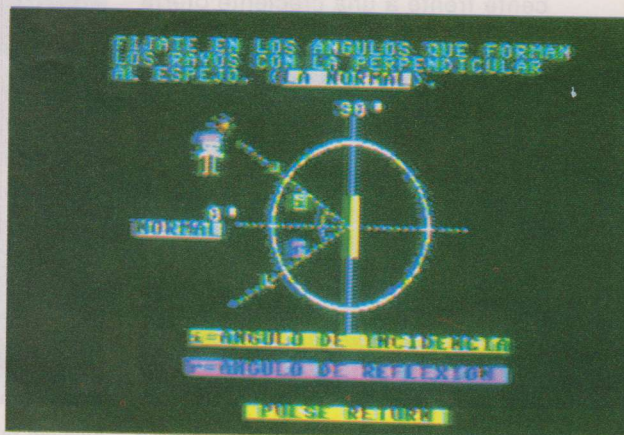 FIJATE EN LOS ANGULOS QUE FORMAN
LOS RAYOS CON LA PERPENDICULAR
AL ESPEJO. (LA NORMAL).
90°
0°
NORMAL
i
r
i=ANGULO DE INCIDENCIA
r=ANGULO DE REFLEXION
PULSE RETURN